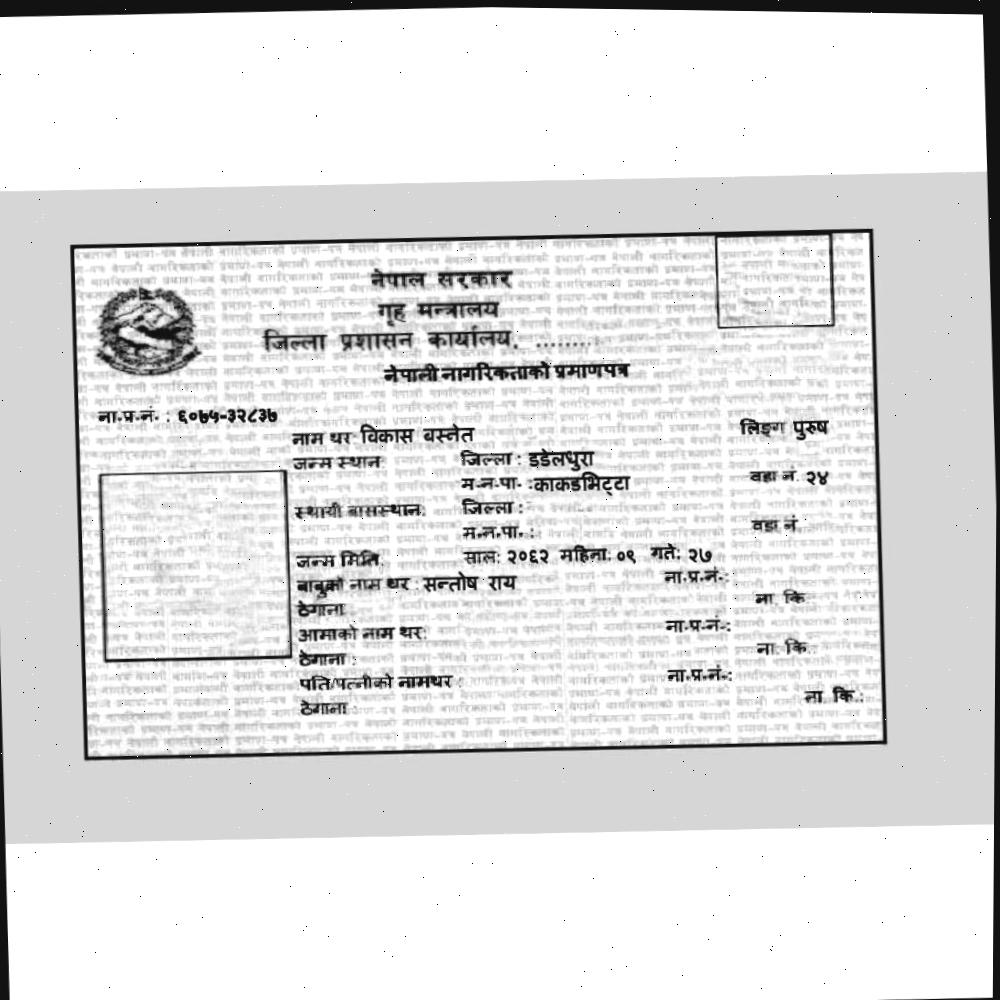 नेपाल सरकार
गृह मन्त्रालय
जिल्ला प्रशासन कार्यालय, .........
नेपाली नागरिकताको प्रमाणपत्र
ना.प्र.नं. : ६०७५-३२८३७
नाम थर विकास बस्नेत लिङ्ग पुरुष
जन्म स्थान जिल्ला : डडेलधुरा
म.न.पा. :काकडभिट्टा वडा नं. २४
स्थायी बासस्थान: जिल्ला :
म.न.पा. : वडा नं
जन्म मिति साल: २०६२ महिना: ०९ गते: २७
बाबुको नाम थर : सन्तोष राय ना.प्र.नं.:
ठेगाना ना. कि
आमाको नाम थर: ना.प्र.नं.:
ठेगाना : ना. कि.:
पति/पत्नीको नामथर : ना.प्र.नं.:
ठेगाना : ना. कि.: